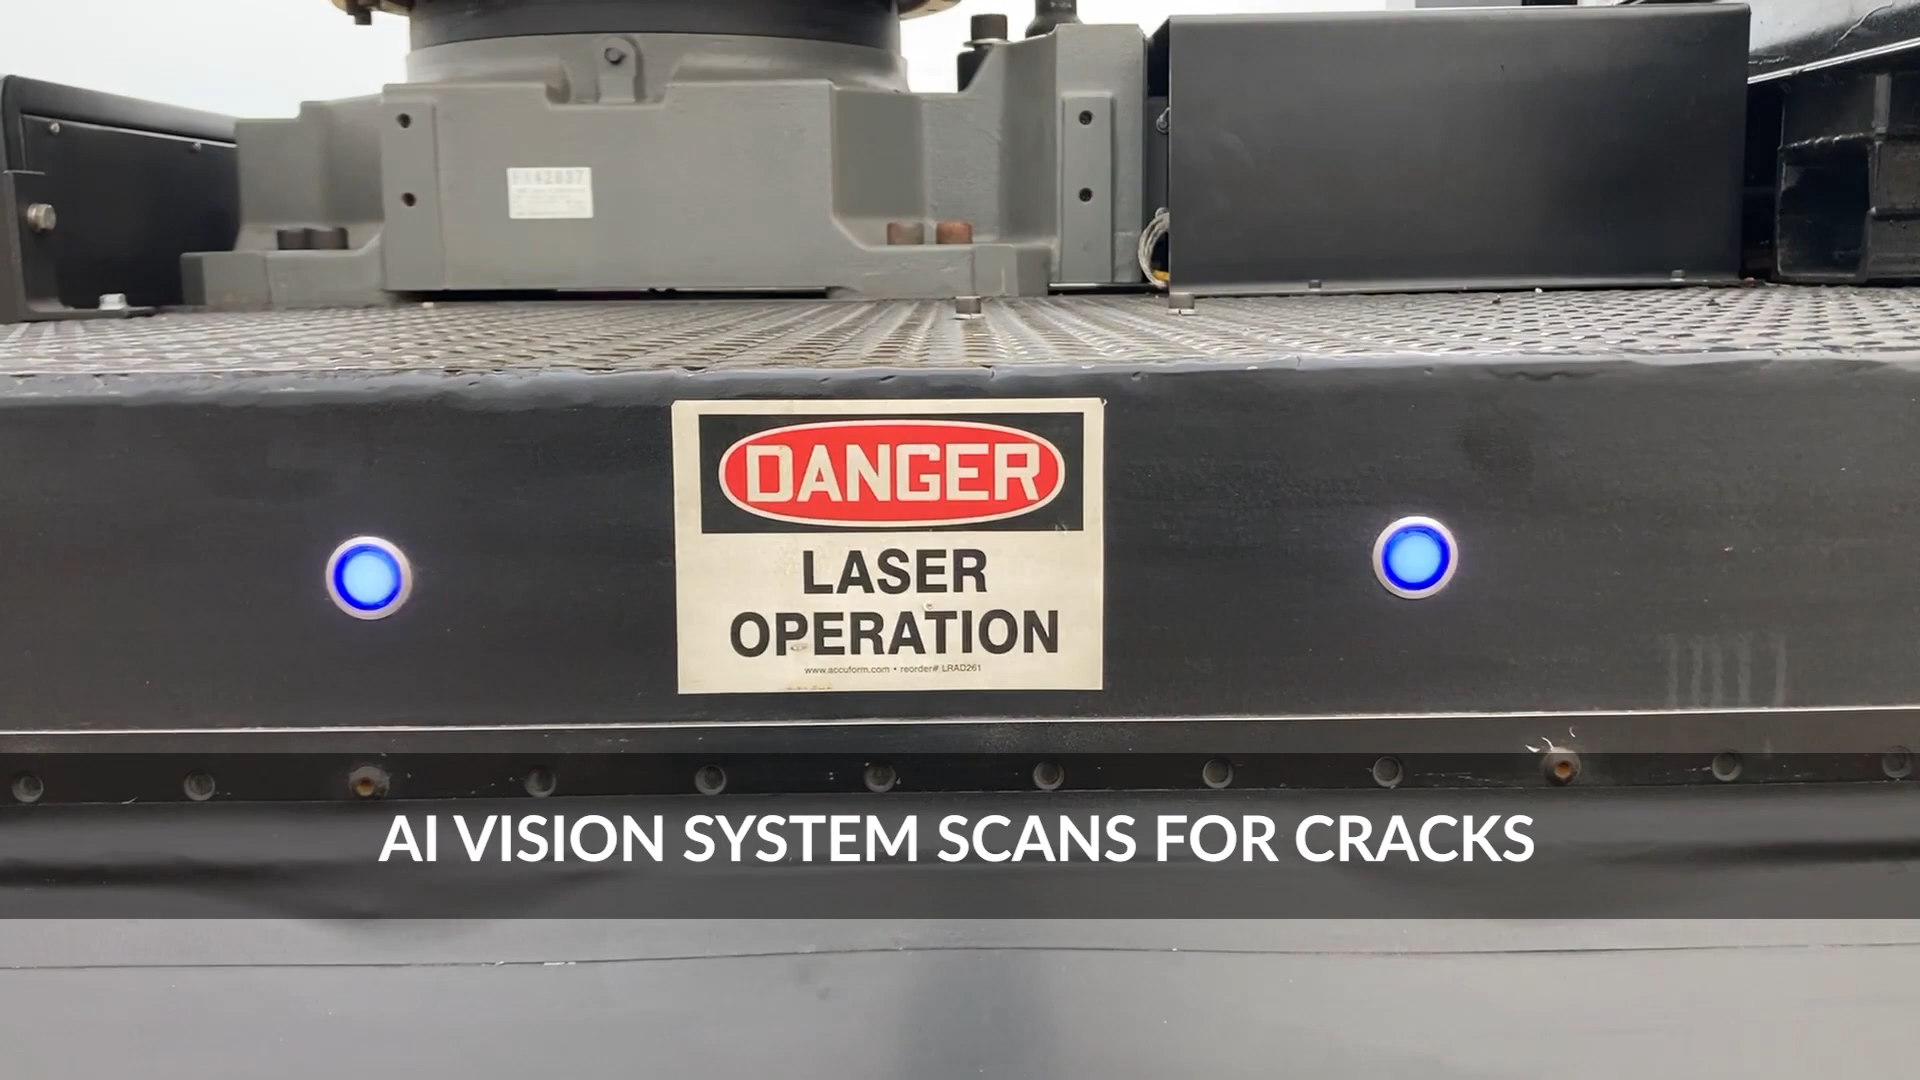 DANGER
LASER
OPERATION
www.accuform.com • reorder# LRAD261
AI VISION SYSTEM SCANS FOR CRACKS